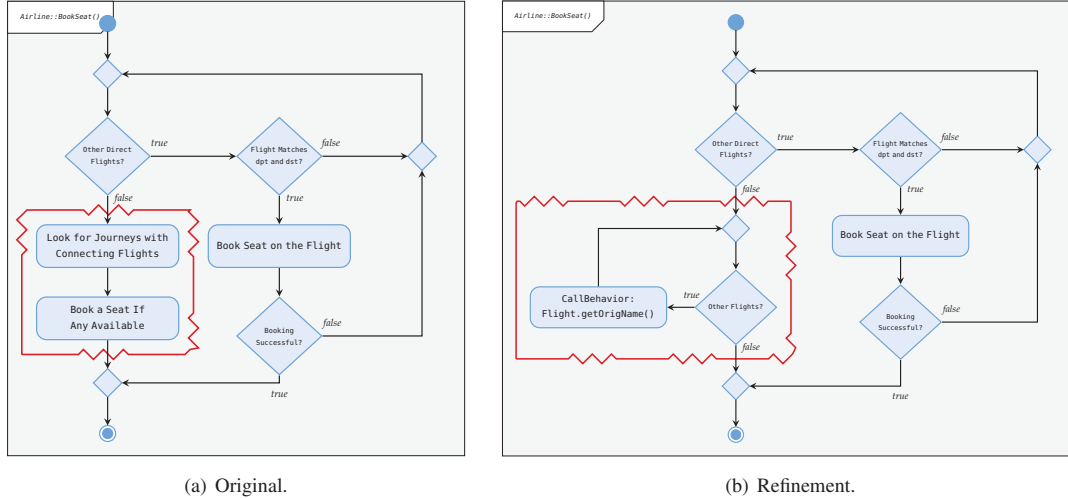 Airline::BookSeat()
Other Direct
Flights?
true
Flight Matches
dpt and dst?
false
false
true
Look for Journeys with
Connecting Flights
Book Seat on the Flight
Book a Seat If
Any Available
Booking
Successful?
false
true
(a) Original.
Airline::BookSeat()
Other Direct
Flights?
true
Flight Matches
dpt and dst?
false
false
true
Book Seat on the Flight
CallBehavior:
Flight.getOrigName()
true
Other Flights?
false
Booking
Successful?
false
true
(b) Refinement.